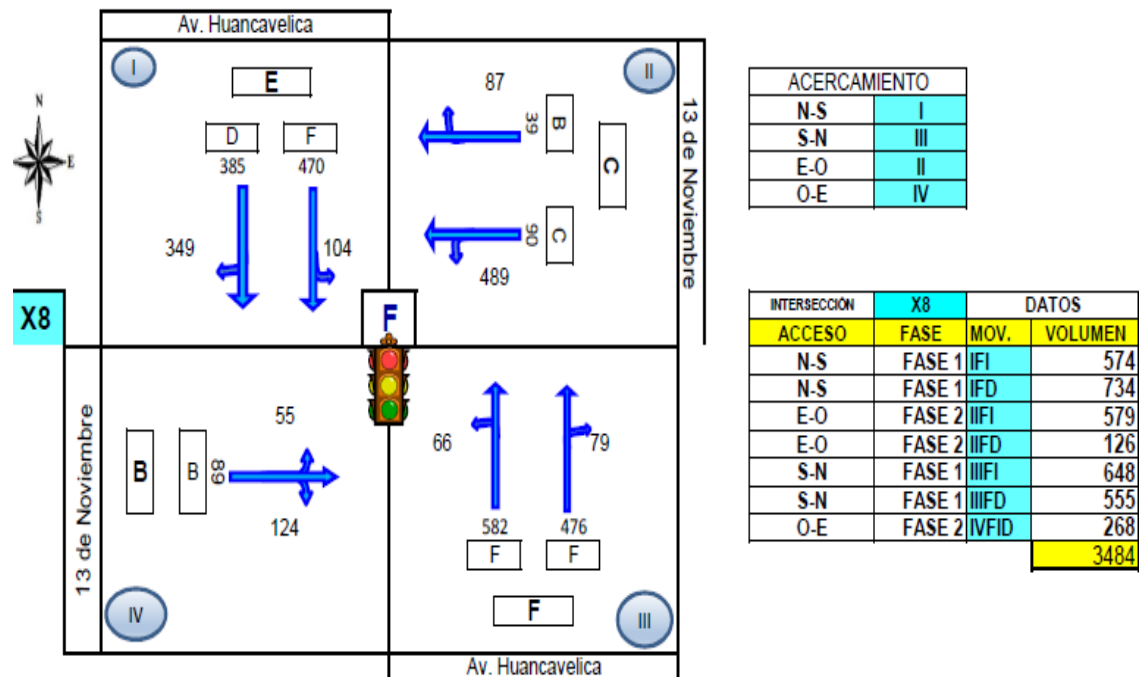 Av. Huancavelica
I
E
D
F
385
470
349
104
87
39
B
C
90
C
489
II
13 de Noviembre
N
E
S
X8
F
13 de Noviembre
B
B
89
55
124
IV
66
79
582
476
F
F
F
III
Av. Huancavelica
ACERCAMIENTO
N-S I
S-N III
E-O II
O-E IV
INTERSECCIÓN X8 DATOS
ACCESO FASE MOV. VOLUMEN
N-S FASE 1 IFI 574
N-S FASE 1 IFD 734
E-O FASE 2 IIFI 579
E-O FASE 2 IIFD 126
S-N FASE 1 IIIFI 648
S-N FASE 1 IIIFD 555
O-E FASE 2 IVFID 268
3484